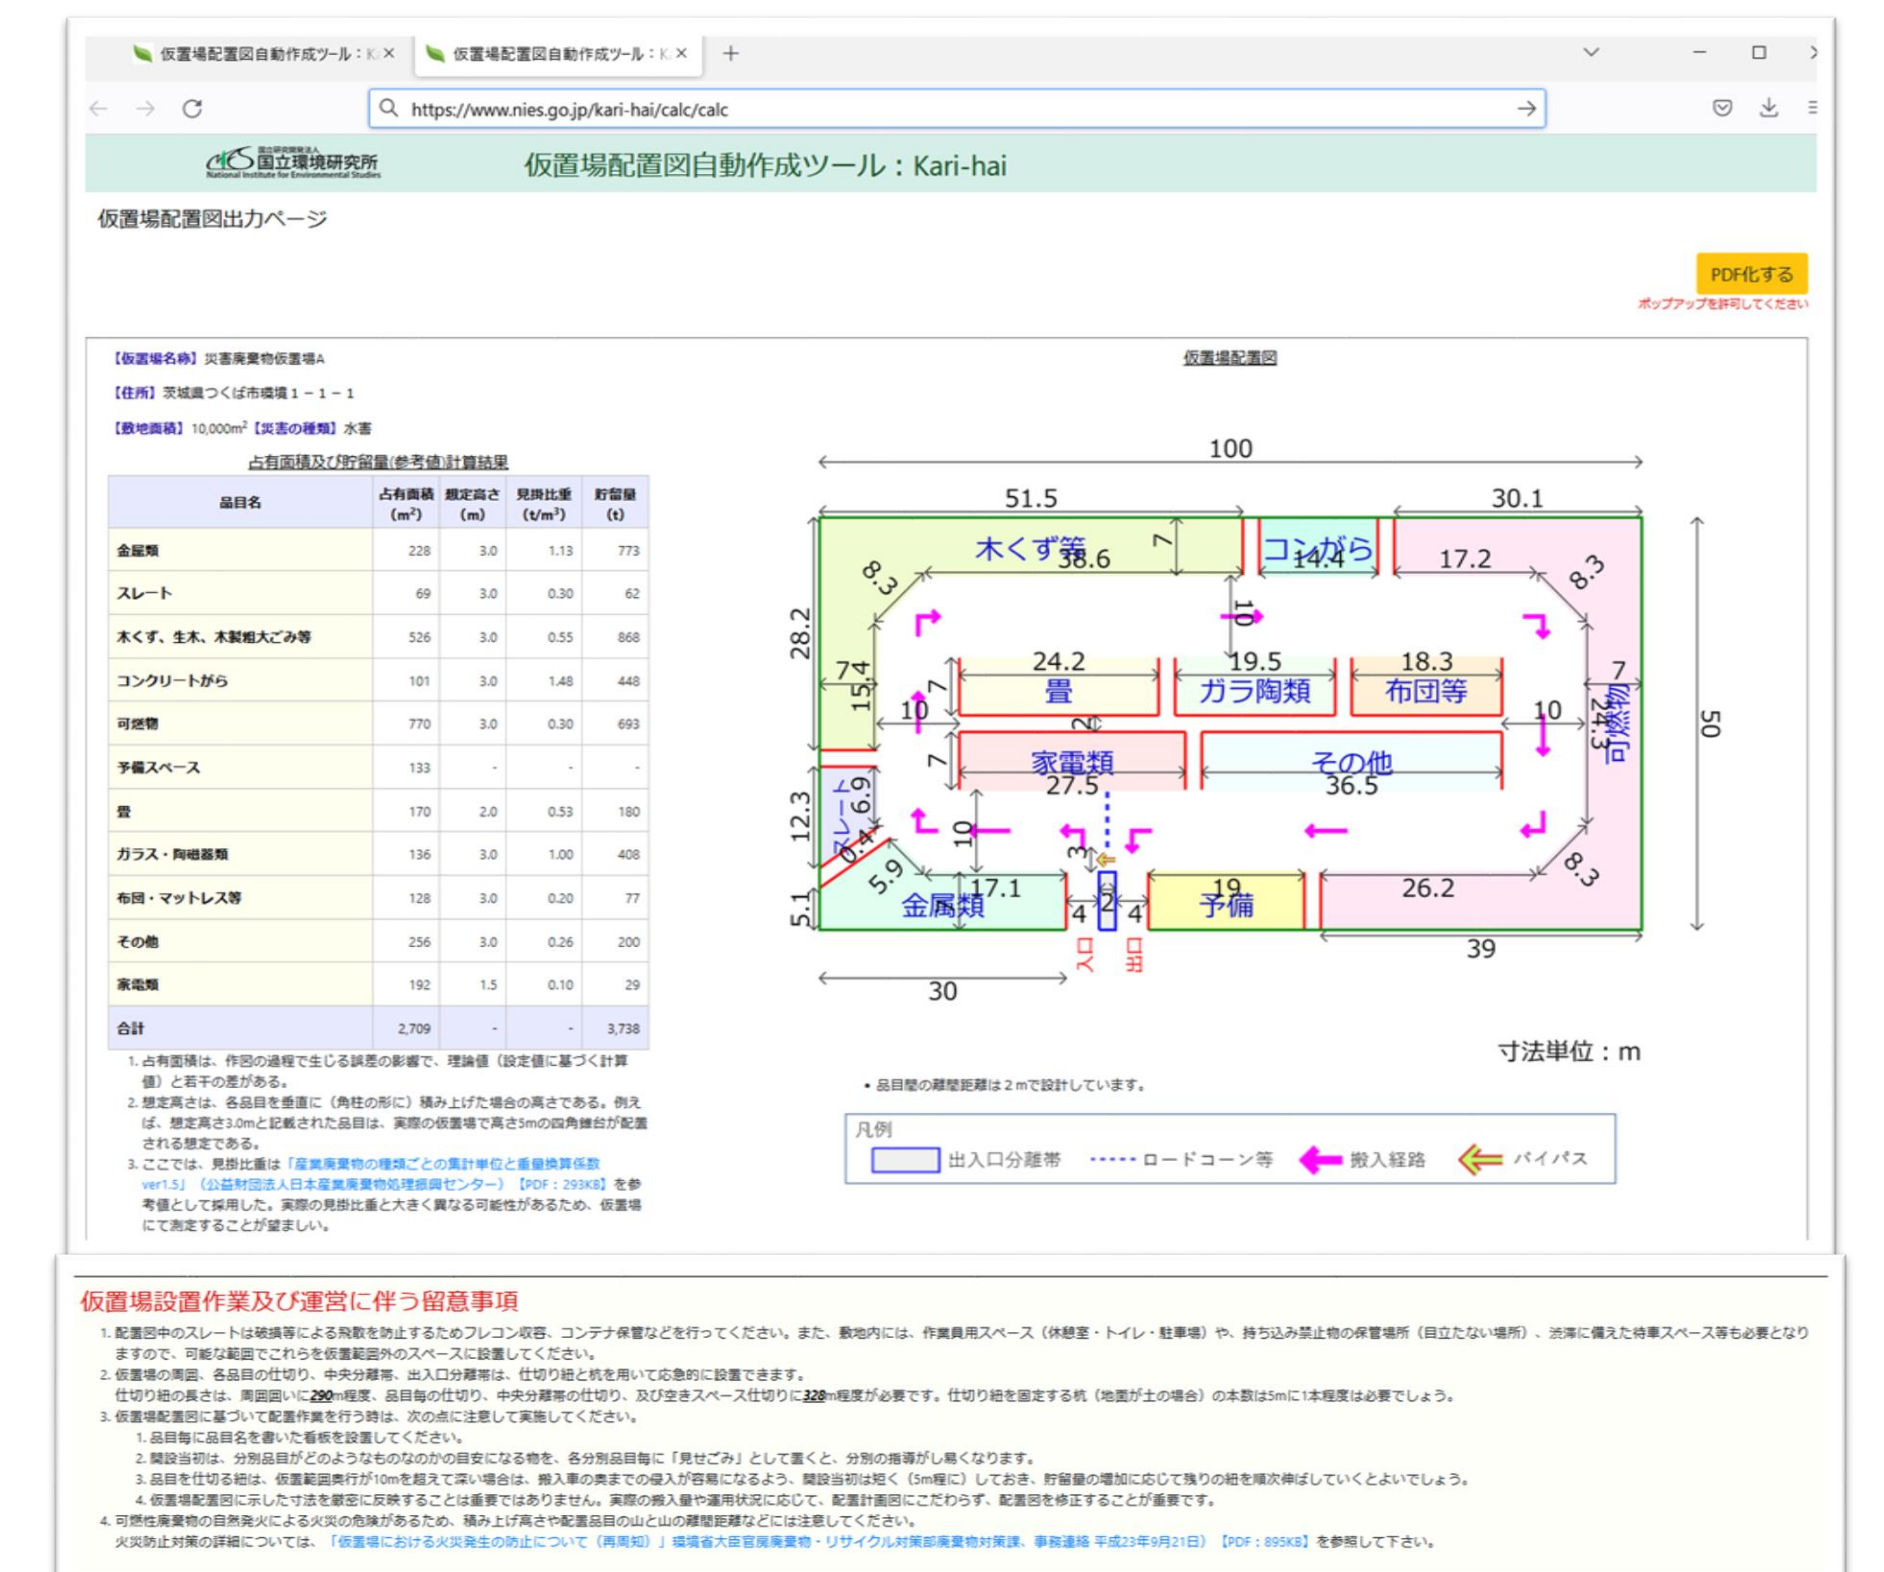 仮置場配置図自動作成ツール：K
仮置場配置図自動作成ツール：K
https://www.nies.go.jp/kari-hai/calc/calc
国立研究開発法人
国立環境研究所
National Institute for Environmental Studies
仮置場配置図自動作成ツール：Kari-hai
仮置場配置図出力ページ
PDF化する
ポップアップを許可してください
【仮置場名称】災害廃棄物仮置場A
【住所】茨城県つくば市環境１－１－１
【敷地面積】10,000m²【災害の種類】水害
占有面積及び貯留量(参考値)計算結果
品目名 占有面積（m²） 想定高さ（m） 見掛比重（t/m³） 貯留量（t）
金属類 228 3.0 1.13 773
スレート 69 3.0 0.30 62
木くず、生木、木製粗大ごみ等 526 3.0 0.55 868
コンクリートがら 101 3.0 1.48 448
可燃物 770 3.0 0.30 693
予備スペース 133 - - -
畳 170 2.0 0.53 180
ガラス・陶磁器類 136 3.0 1.00 408
布団・マットレス等 128 3.0 0.20 77
その他 256 3.0 0.26 200
家電類 192 1.5 0.10 29
合計 2,709 - - 3,738
1. 占有面積は、作図の過程で生じる誤差の影響で、理論値（設定値に基づく計算
値）と若干の差がある。
2. 想定高さは、各品目を垂直に（角柱の形に）積み上げた場合の高さである。例え
ば、想定高さ3.0mと記載された品目は、実際の仮置場で高さ5mの四角錐台が配置
される想定である。
3. ここでは、見掛比重は「産業廃棄物の種類ごとの集計単位と重量換算係数
ver1.5」（公益財団法人日本産業廃棄物処理振興センター）【PDF：293KB】を参
考値として採用した。実際の見掛比重と大きく異なる可能性があるため、仮置場
にて測定することが望ましい。
仮置場配置図
100
51.5
30.1
木くず等
38.6
7
コンがら
14.4
17.2
8.3
8.3
28.2
10
24.2
19.5
18.3
7
15.4
7
畳
ガラ陶類
布団等
7
24.3
可燃物
10
10
50
2
7
家電類
27.5
その他
36.5
12.3
スレート
6.9
10
0.4
3
5.9
17.1
8.3
5.1
金属類
7
4
2
4
19
予備
26.2
入口
出口
39
30
寸法単位：m
• 品目間の離間距離は２mで設計しています。
凡例
出入口分離帯
ロードコーン等
搬入経路
バイパス
仮置場設置作業及び運営に伴う留意事項
1. 配置図中のスレートは破損等による飛散を防止するためフレコン収容、コンテナ保管などを行ってください。また、敷地内には、作業員用スペース（休憩室・トイレ・駐車場）や、持ち込み禁止物の保管場所（目立たない場所）、渋滞に備えた待車スペース等も必要となり
ますので、可能な範囲でこれらを仮置範囲外のスペースに設置してください。
2. 仮置場の周囲、各品目の仕切り、中央分離帯、出入口分離帯は、仕切り紐と杭を用いて応急的に設置できます。
仕切り紐の長さは、周囲囲いに290m程度、品目毎の仕切り、中央分離帯の仕切り、及び空きスペース仕切りに328m程度が必要です。仕切り紐を固定する杭（地面が土の場合）の本数は5mに1本程度は必要でしょう。
3. 仮置場配置図に基づいて配置作業を行う時は、次の点に注意して実施してください。
1. 品目毎に品目名を書いた看板を設置してください。
2. 開設当初は、分別品目がどのようなものなのかの目安になる物を、各分別品目毎に「見せごみ」として置くと、分別の指導がし易くなります。
3. 品目を仕切る紐は、仮置範囲奥行が10mを超えて深い場合は、搬入車の奥までの侵入が容易になるよう、開設当初は短く（5m程に）しておき、貯留量の増加に応じて残りの紐を順次伸ばしていくとよいでしょう。
4. 仮置場配置図に示した寸法を厳密に反映することは重要ではありません。実際の搬入量や運用状況に応じて、配置計画図にこだわらず、配置図を修正することが重要です。
4. 可燃性廃棄物の自然発火による火災の危険があるため、積み上げ高さや配置品目の山と山の離間距離などには注意してください。
火災防止対策の詳細については、「仮置場における火災発生の防止について（再周知）」環境省大臣官房廃棄物・リサイクル対策部廃棄物対策課、事務連絡 平成23年9月21日）【PDF：895KB】を参照して下さい。